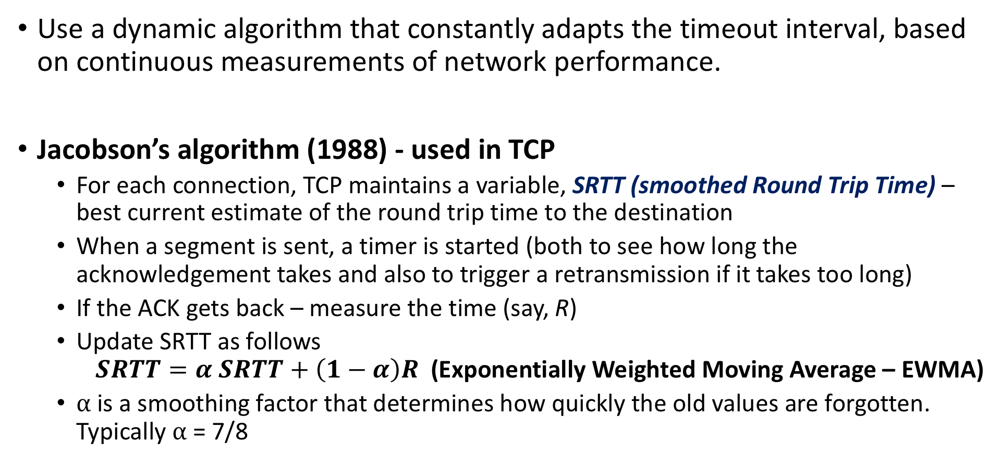 • Use a dynamic algorithm that constantly adapts the timeout interval, based
on continuous measurements of network performance.
• Jacobson’s algorithm (1988) - used in TCP
• For each connection, TCP maintains a variable, SRTT (smoothed Round Trip Time) –
best current estimate of the round trip time to the destination
• When a segment is sent, a timer is started (both to see how long the
acknowledgement takes and also to trigger a retransmission if it takes too long)
• If the ACK gets back – measure the time (say, R)
• Update SRTT as follows
SRTT = α SRTT + (1 − α)R (Exponentially Weighted Moving Average – EWMA)
• α is a smoothing factor that determines how quickly the old values are forgotten.
Typically α = 7/8